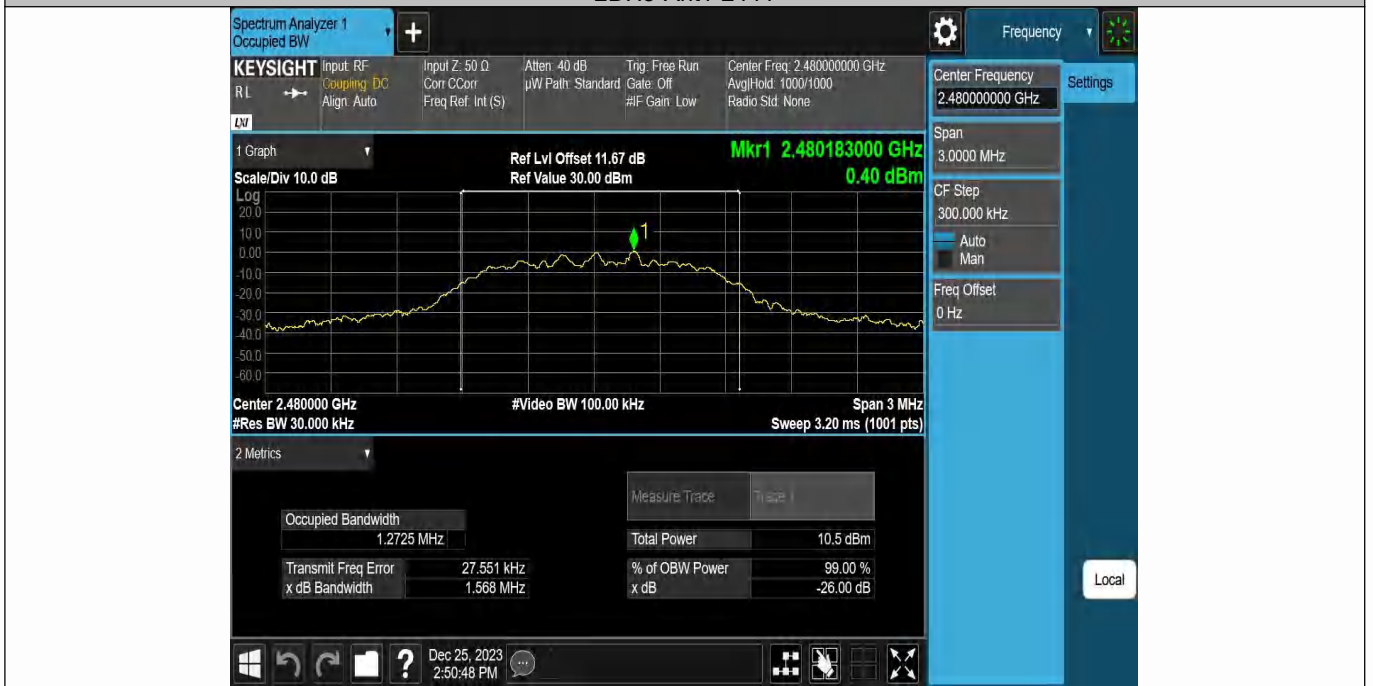 Spectrum Analyzer 1
Occupied BW
+
Frequency
KEYSIGHT
RL
LXI
Input: RF
Coupling: DC
Align: Auto
Input Z: 50 Ω
Corr CCorr
Freq Ref: Int (S)
Atten: 40 dB
µW Path: Standard
Trig: Free Run
Gate: Off
#IF Gain: Low
Center Freq: 2.480000000 GHz
Avg|Hold: 1000/1000
Radio Std: None
Center Frequency
2.480000000 GHz
Settings
Span
3.0000 MHz
CF Step
300.000 kHz
Auto
Man
Freq Offset
0 Hz
1 Graph
Scale/Div 10.0 dB
Ref Lvl Offset 11.67 dB
Ref Value 30.00 dBm
Mkr1 2.480183000 GHz
0.40 dBm
Log
20.0
10.0
0.00
-10.0
-20.0
-30.0
-40.0
-50.0
-60.0
1
Center 2.480000 GHz
#Res BW 30.000 kHz
#Video BW 100.00 kHz
Span 3 MHz
Sweep 3.20 ms (1001 pts)
2 Metrics
Measure Trace
Trace 1
Occupied Bandwidth
1.2725 MHz
Total Power 10.5 dBm
Transmit Freq Error 27.551 kHz
% of OBW Power 99.00 %
x dB Bandwidth 1.568 MHz
x dB -26.00 dB
Local
?
Dec 25, 2023
2:50:48 PM